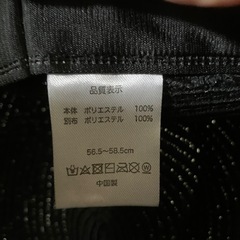 品質表示
本体 ポリエステル 100%
別布 ポリエステル 100%
56.5～58.5cm
中国製